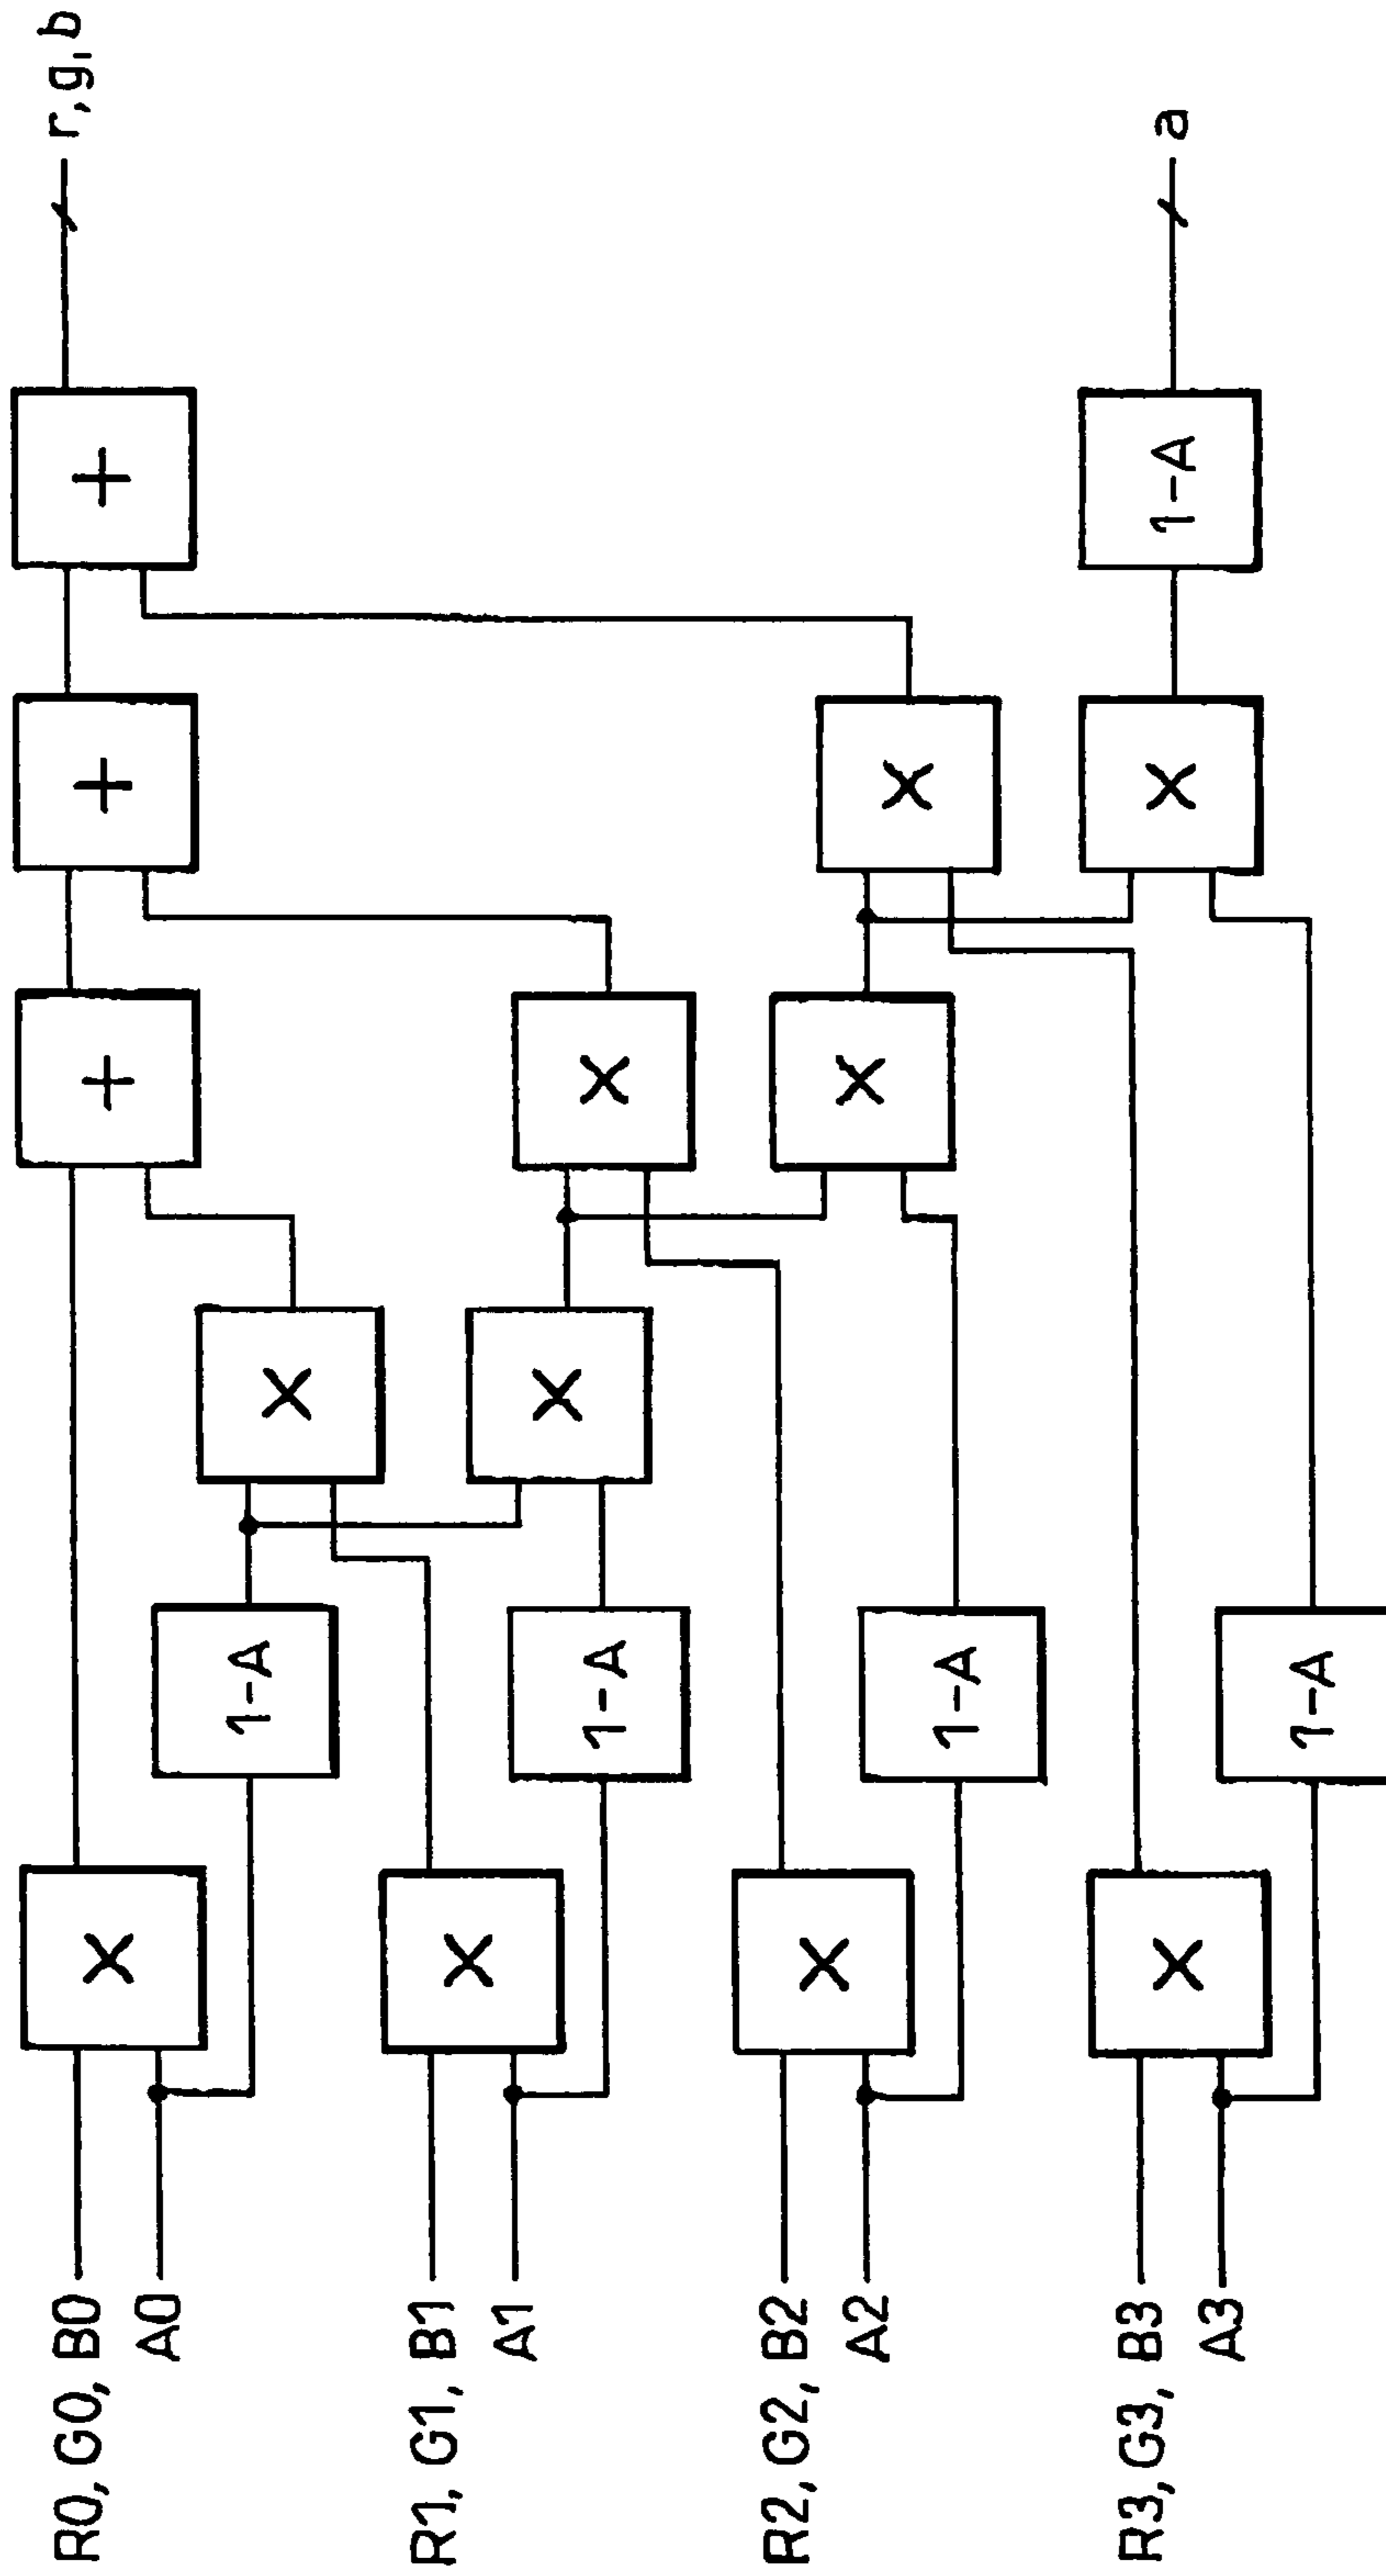 r,g,b
a
+
+
+
1-A
X
X
X
X
X
X
1-A
1-A
1-A
1-A
X
X
X
X
R0, G0, B0
A0
R1, G1, B1
A1
R2, G2, B2
A2
R3, G3, B3
A3